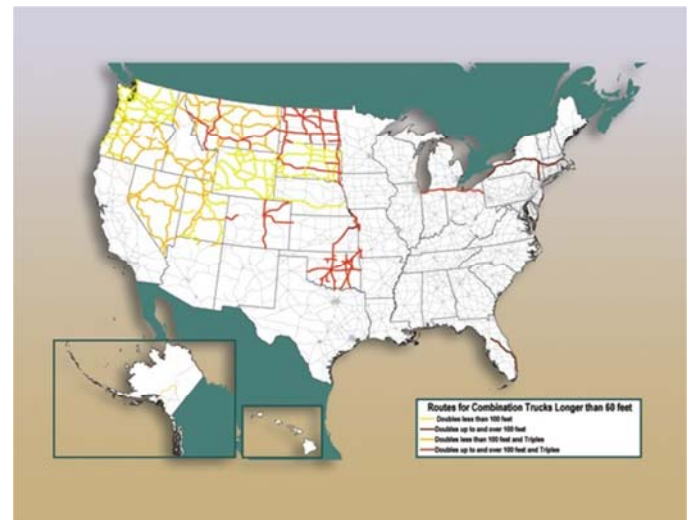 Routes for Combination Trucks Longer than 60 feet
Doubles less than 100 feet
Doubles up to and over 100 feet
Doubles less than 100 feet and Triples
Doubles up to and over 100 feet and Triples